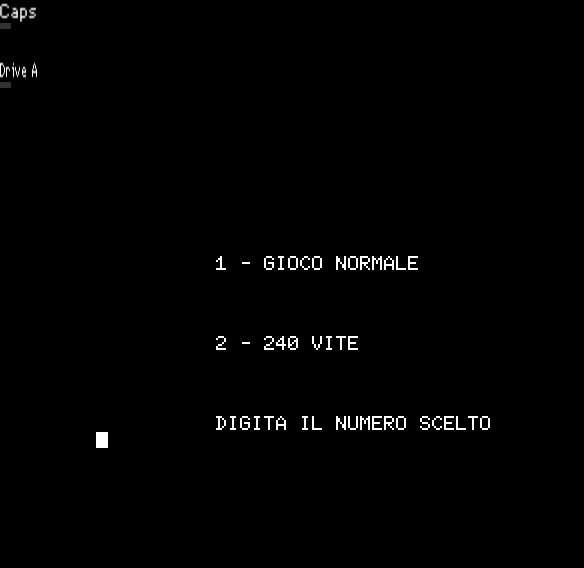 Caps
Drive A
1 - GIOCO NORMALE
2 - 240 VITE
DIGITA IL NUMERO SCELTO